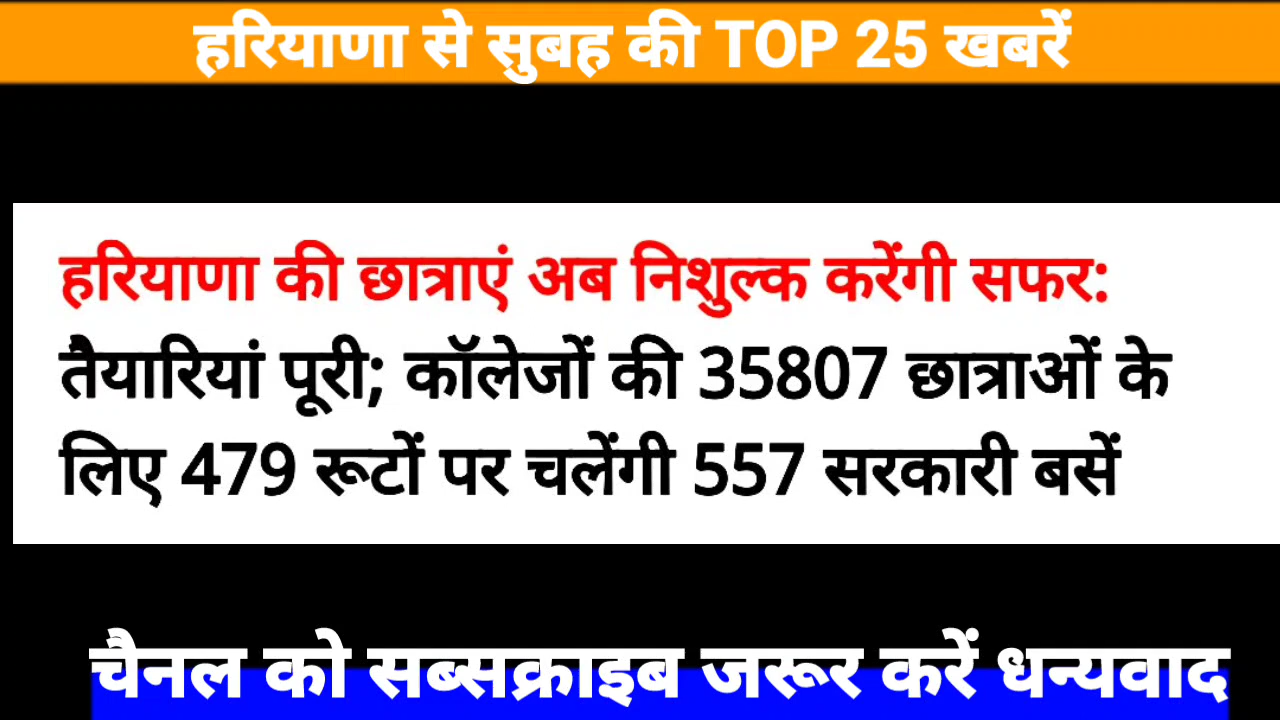 हरियाणा से सुबह की TOP 25 खबरें
हरियाणा की छात्राएं अब निशुल्क करेंगी सफर:
तैयारियां पूरी; कॉलेजों की 35807 छात्राओं के
लिए 479 रूटों पर चलेंगी 557 सरकारी बसें
चैनल को सब्सक्राइब जरूर करें धन्यवाद